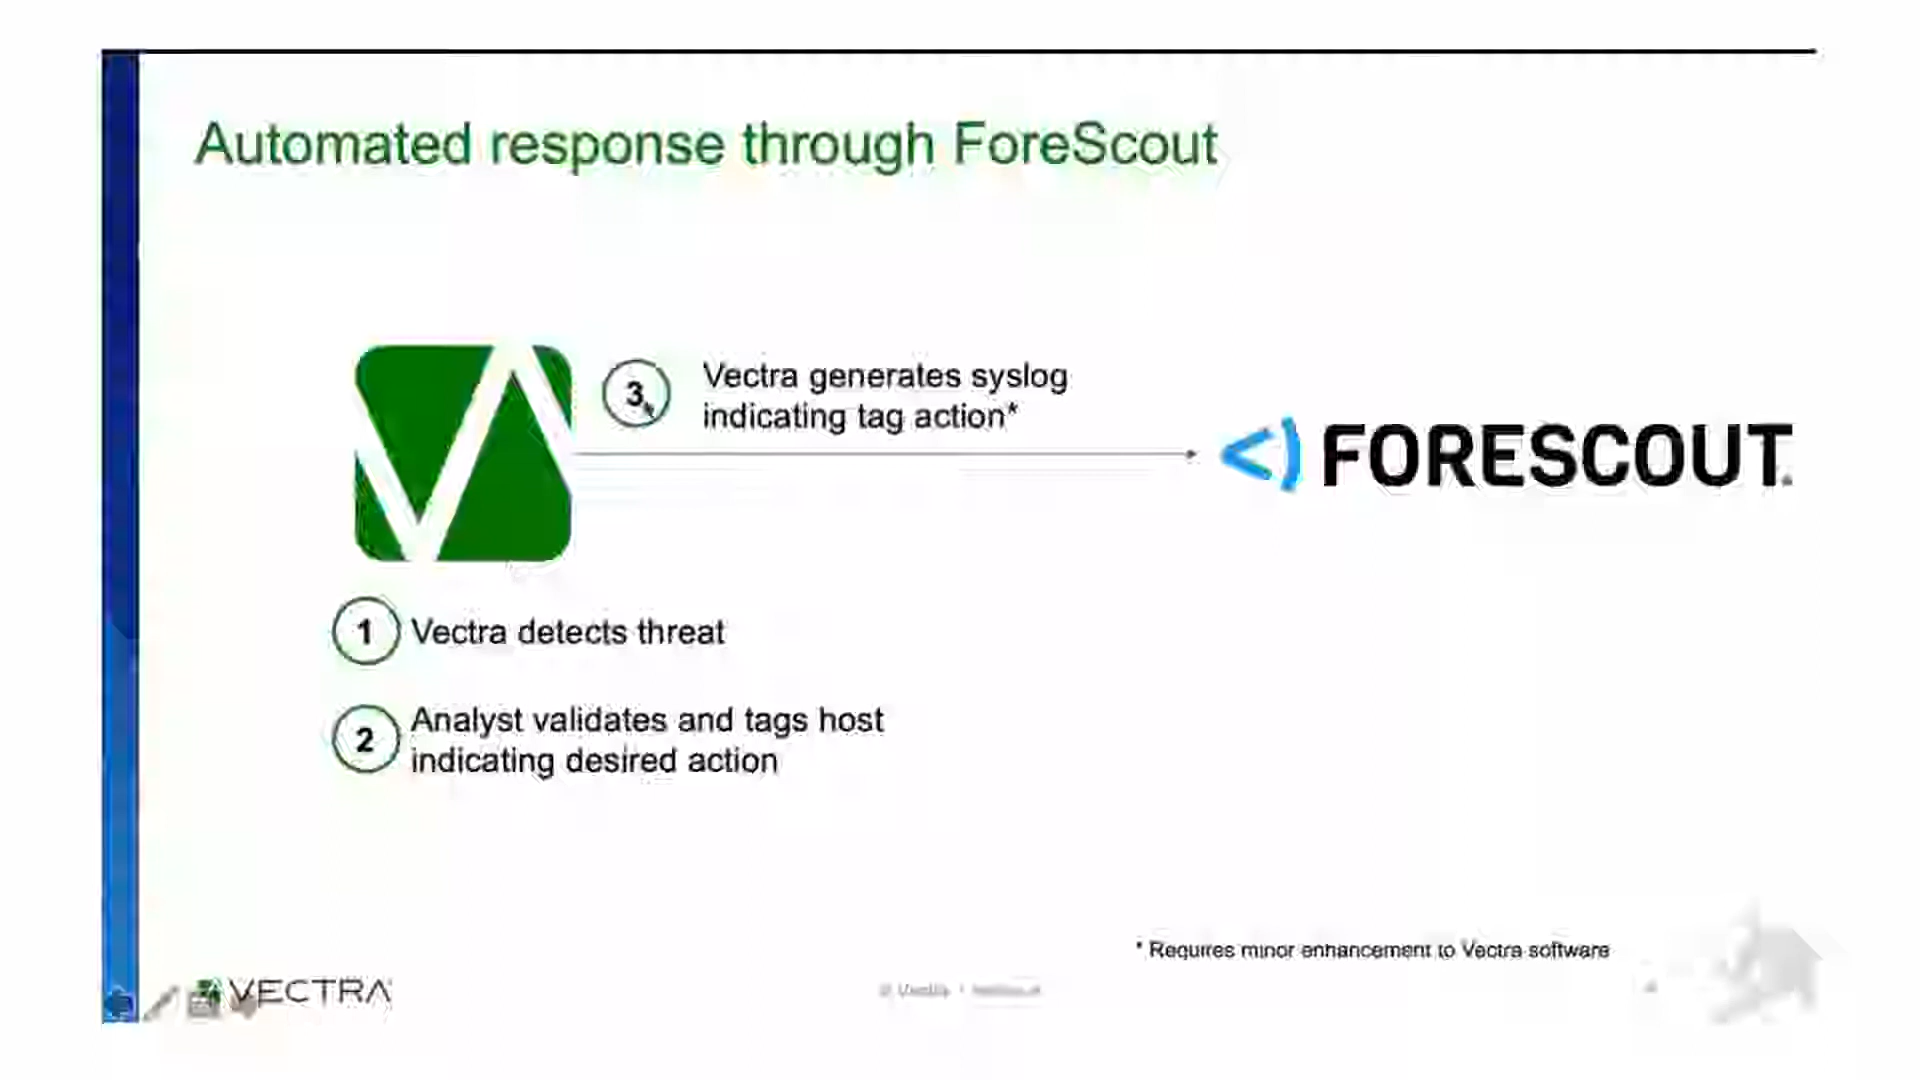 Automated response through ForeScout
3
Vectra generates syslog
indicating tag action*
FORESCOUT
1
Vectra detects threat
2
Analyst validates and tags host
indicating desired action
* Requires minor enhancement to Vectra software
VECTRA
© Vectra